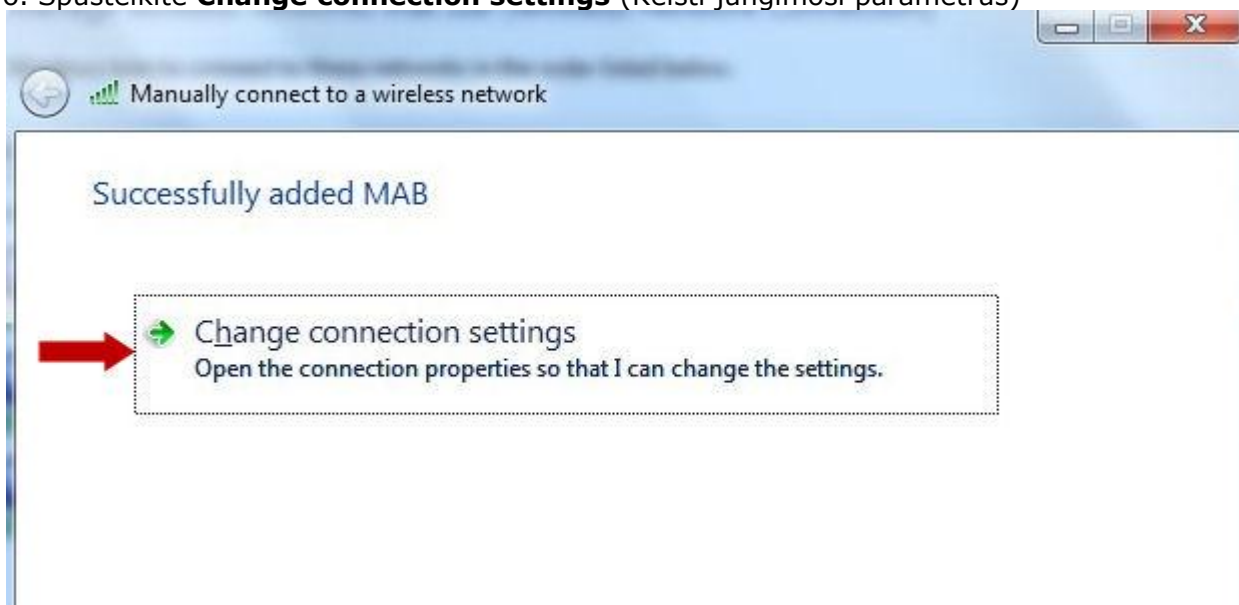 6. Spustelkite Change connection settings (Keisti jungimosi parametrus)
Manually connect to a wireless network
Successfully added MAB
Change connection settings
Open the connection properties so that I can change the settings.